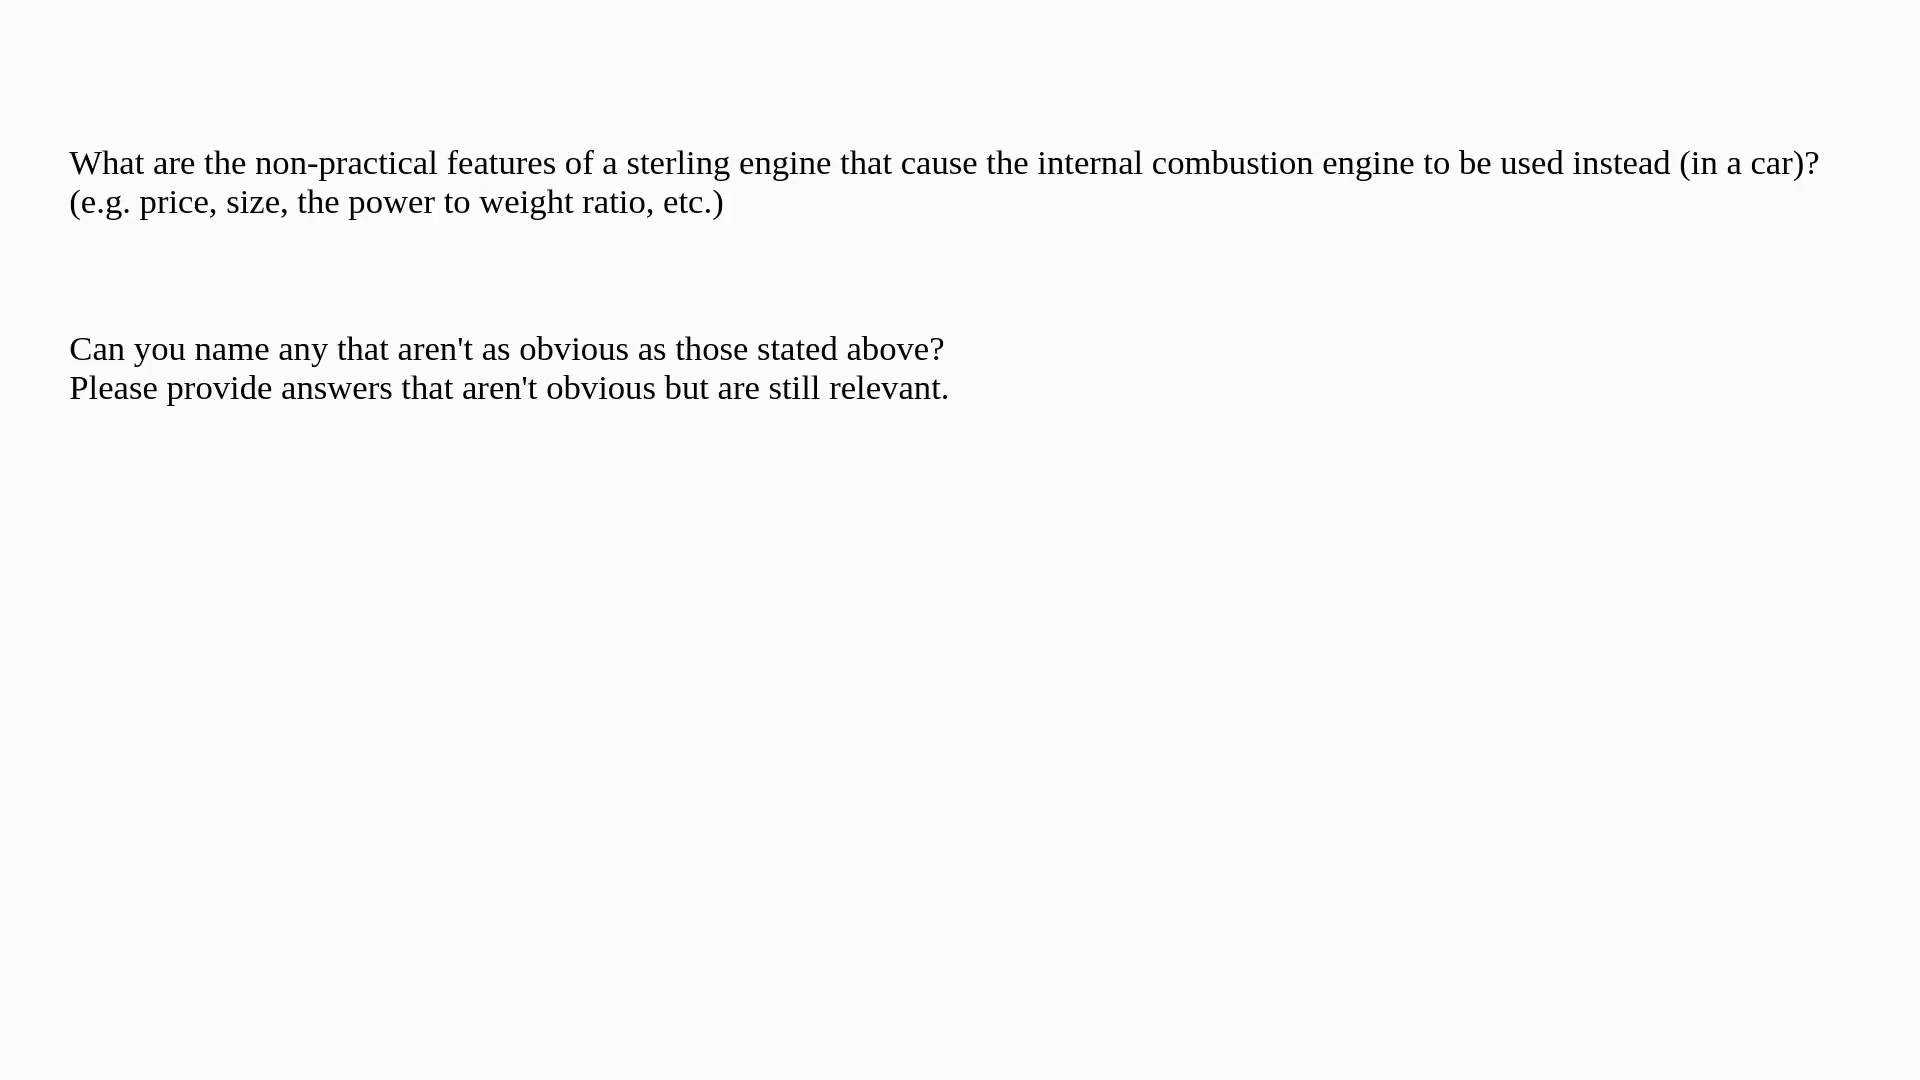 What are the non-practical features of a sterling engine that cause the internal combustion engine to be used instead (in a car)?
(e.g. price, size, the power to weight ratio, etc.)
Can you name any that aren't as obvious as those stated above?
Please provide answers that aren't obvious but are still relevant.